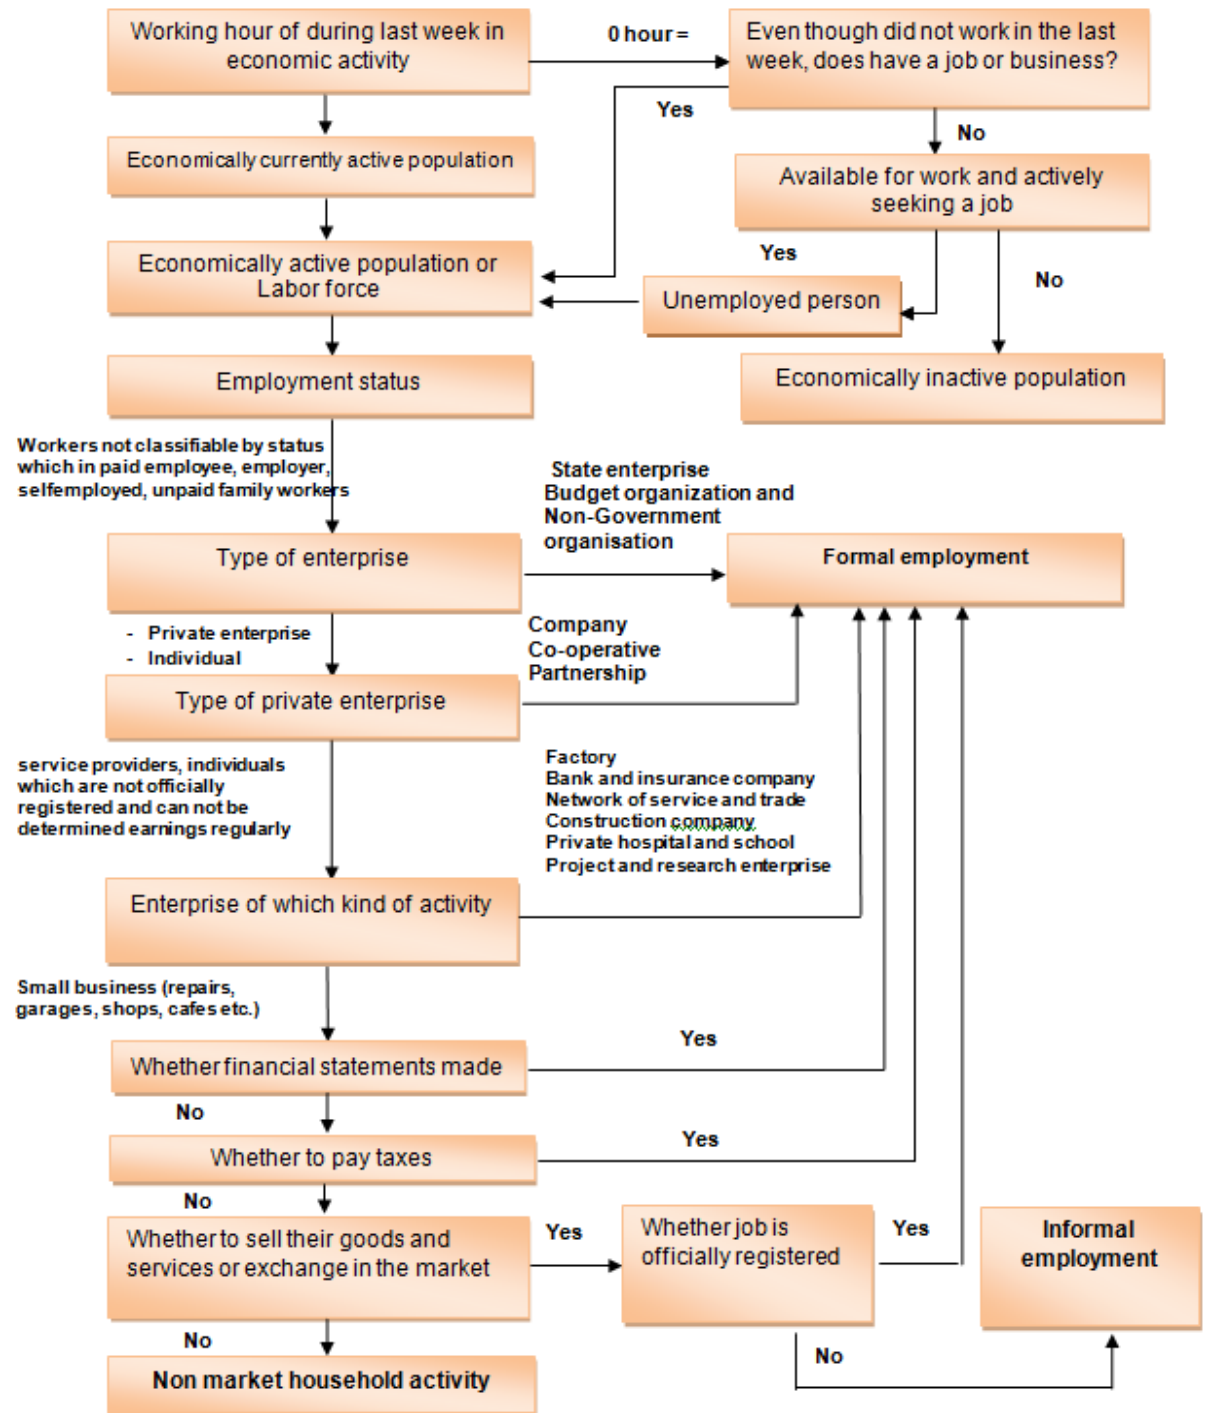 Working hour of during last week in
economic activity
0 hour =
Even though did not work in the last
week, does have a job or business?
Yes
No
Economically currently active population
Available for work and actively
seeking a job
Yes
No
Economically active population or
Labor force
Unemployed person
Employment status
Economically inactive population
Workers not classifiable by status
which in paid employee, employer,
selfemployed, unpaid family workers
State enterprise
Budget organization and
Non-Government
organisation
Type of enterprise
Formal employment
- Private enterprise
- Individual
Company
Co-operative
Partnership
Type of private enterprise
service providers, individuals
which are not officially
registered and can not be
determined earnings regularly
Factory
Bank and insurance company
Network of service and trade
Construction company
Private hospital and school
Project and research enterprise
Enterprise of which kind of activity
Small business (repairs,
garages, shops, cafes etc.)
Whether financial statements made
Yes
No
Whether to pay taxes
Yes
No
Whether to sell their goods and
services or exchange in the market
Yes
Whether job is
officially registered
Yes
Informal
employment
No
No
Non market household activity